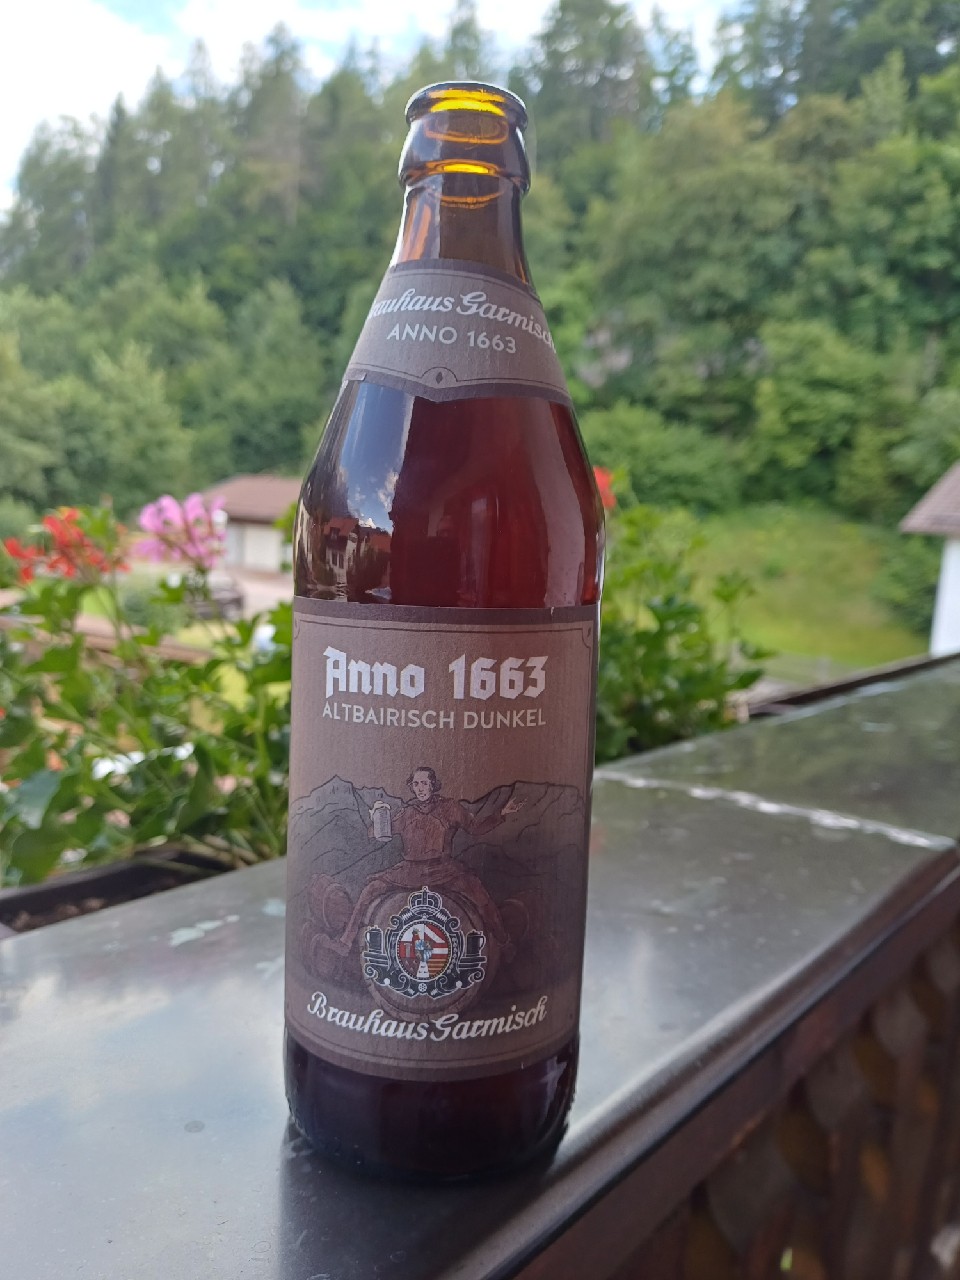 Brauhaus Garmisch
ANNO 1663
Anno 1663
ALTBAIRISCH DUNKEL
Brauhaus Garmisch